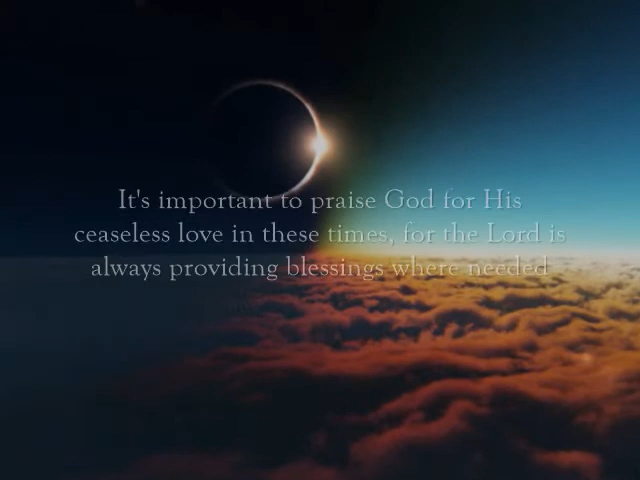 It's important to praise God for His
ceaseless love in these times, for the Lord is
always providing blessings where needed